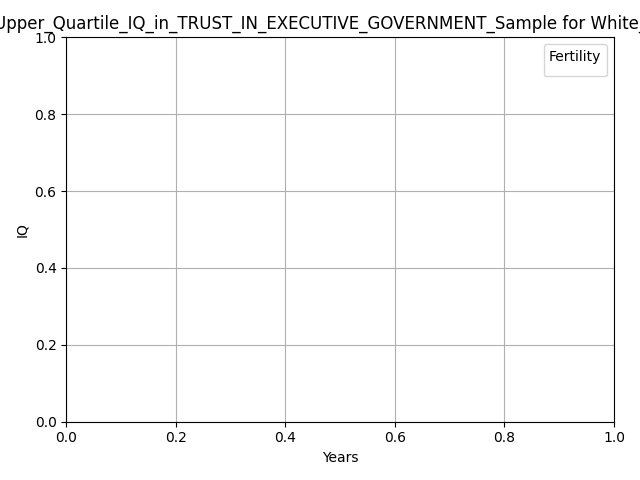 Upper_Quartile_IQ_in_TRUST_IN_EXECUTIVE_GOVERNMENT_Sample for White_
Fertility
1.0
0.8
0.6
0.4
0.2
0.0
IQ
0.0 0.2 0.4 0.6 0.8 1.0
Years